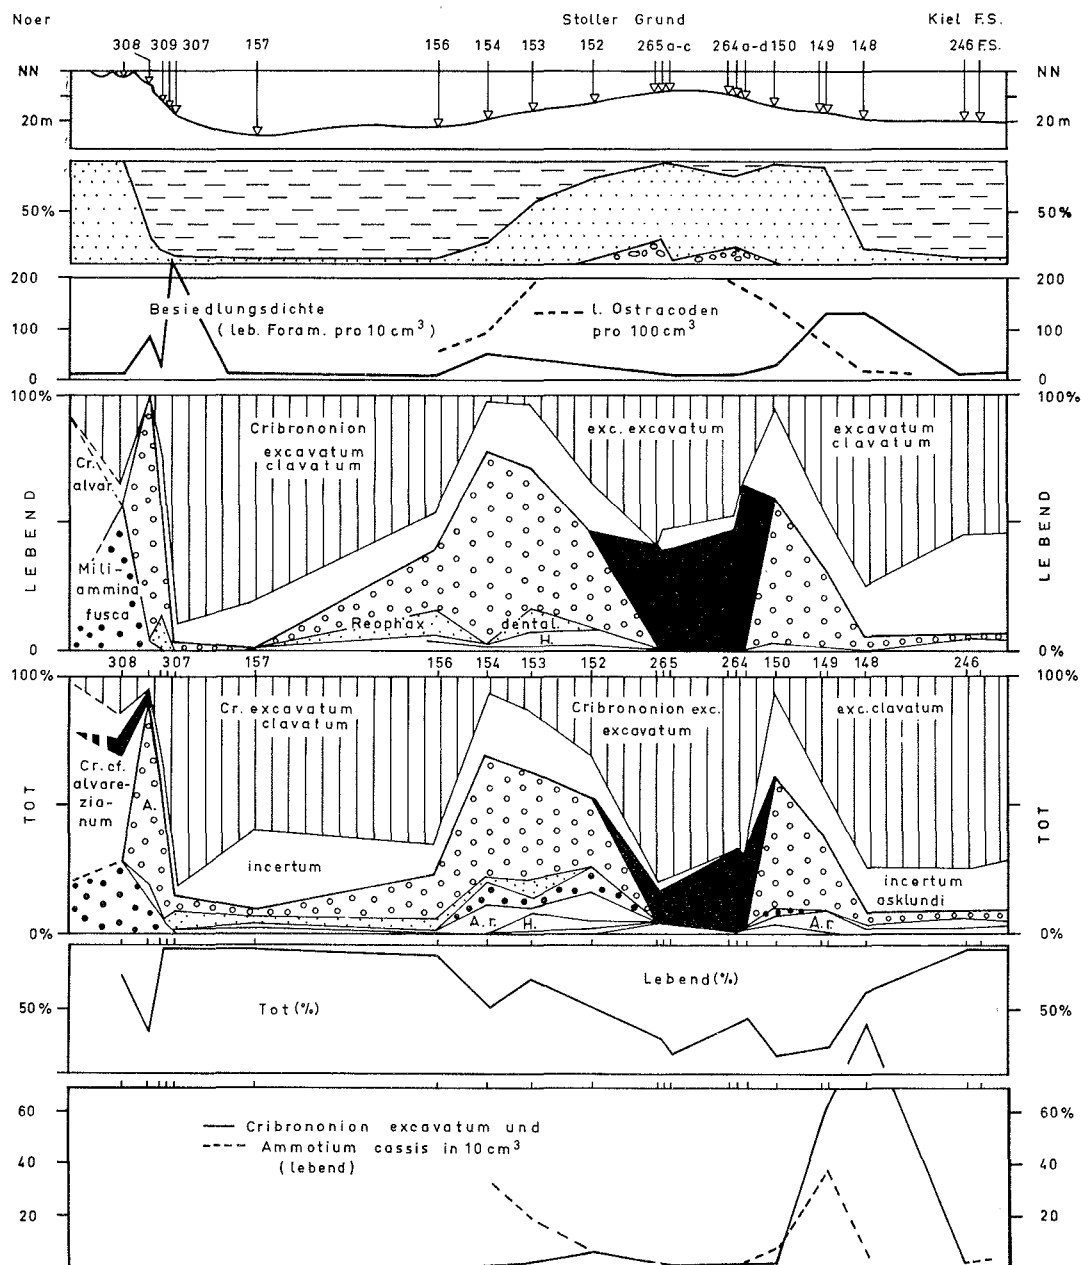 Noer Stoller Grund Kiel F.S.
308 309 307 157 156 154 153 152 265 a-c 264 a-d 150 149 148 246 F.S.
NN NN
20m 20m
50% 50%
200 200
Besiedlungsdichte l. Ostracoden
(leb. Foram. pro 10 cm³) pro 100 cm³
100 100
0 0
100% 100%
Cribrononion exc. excavatum excavatum
excavatum clavatum
clavatum
Cr.
alvar.
LEBEND LEBEND
Mili-
ammina
fusca
Reophax dental.
H.
0 0%
308 307 157 156 154 153 152 265 264 150 149 148 246
100% 100%
Cr. excavatum Cribrononion exc. exc. clavatum
clavatum excavatum
Cr. cf.
alvare-
zia-
num
A.
TOT TOT
incertum incertum
asklundi
A.r. H. A.r.
0% 0%
Lebend (%)
50% Tot (%) 50%
60 60%
Cribrononion excavatum und
Ammotium cassis in 10 cm³
(lebend)
40 40
20 20